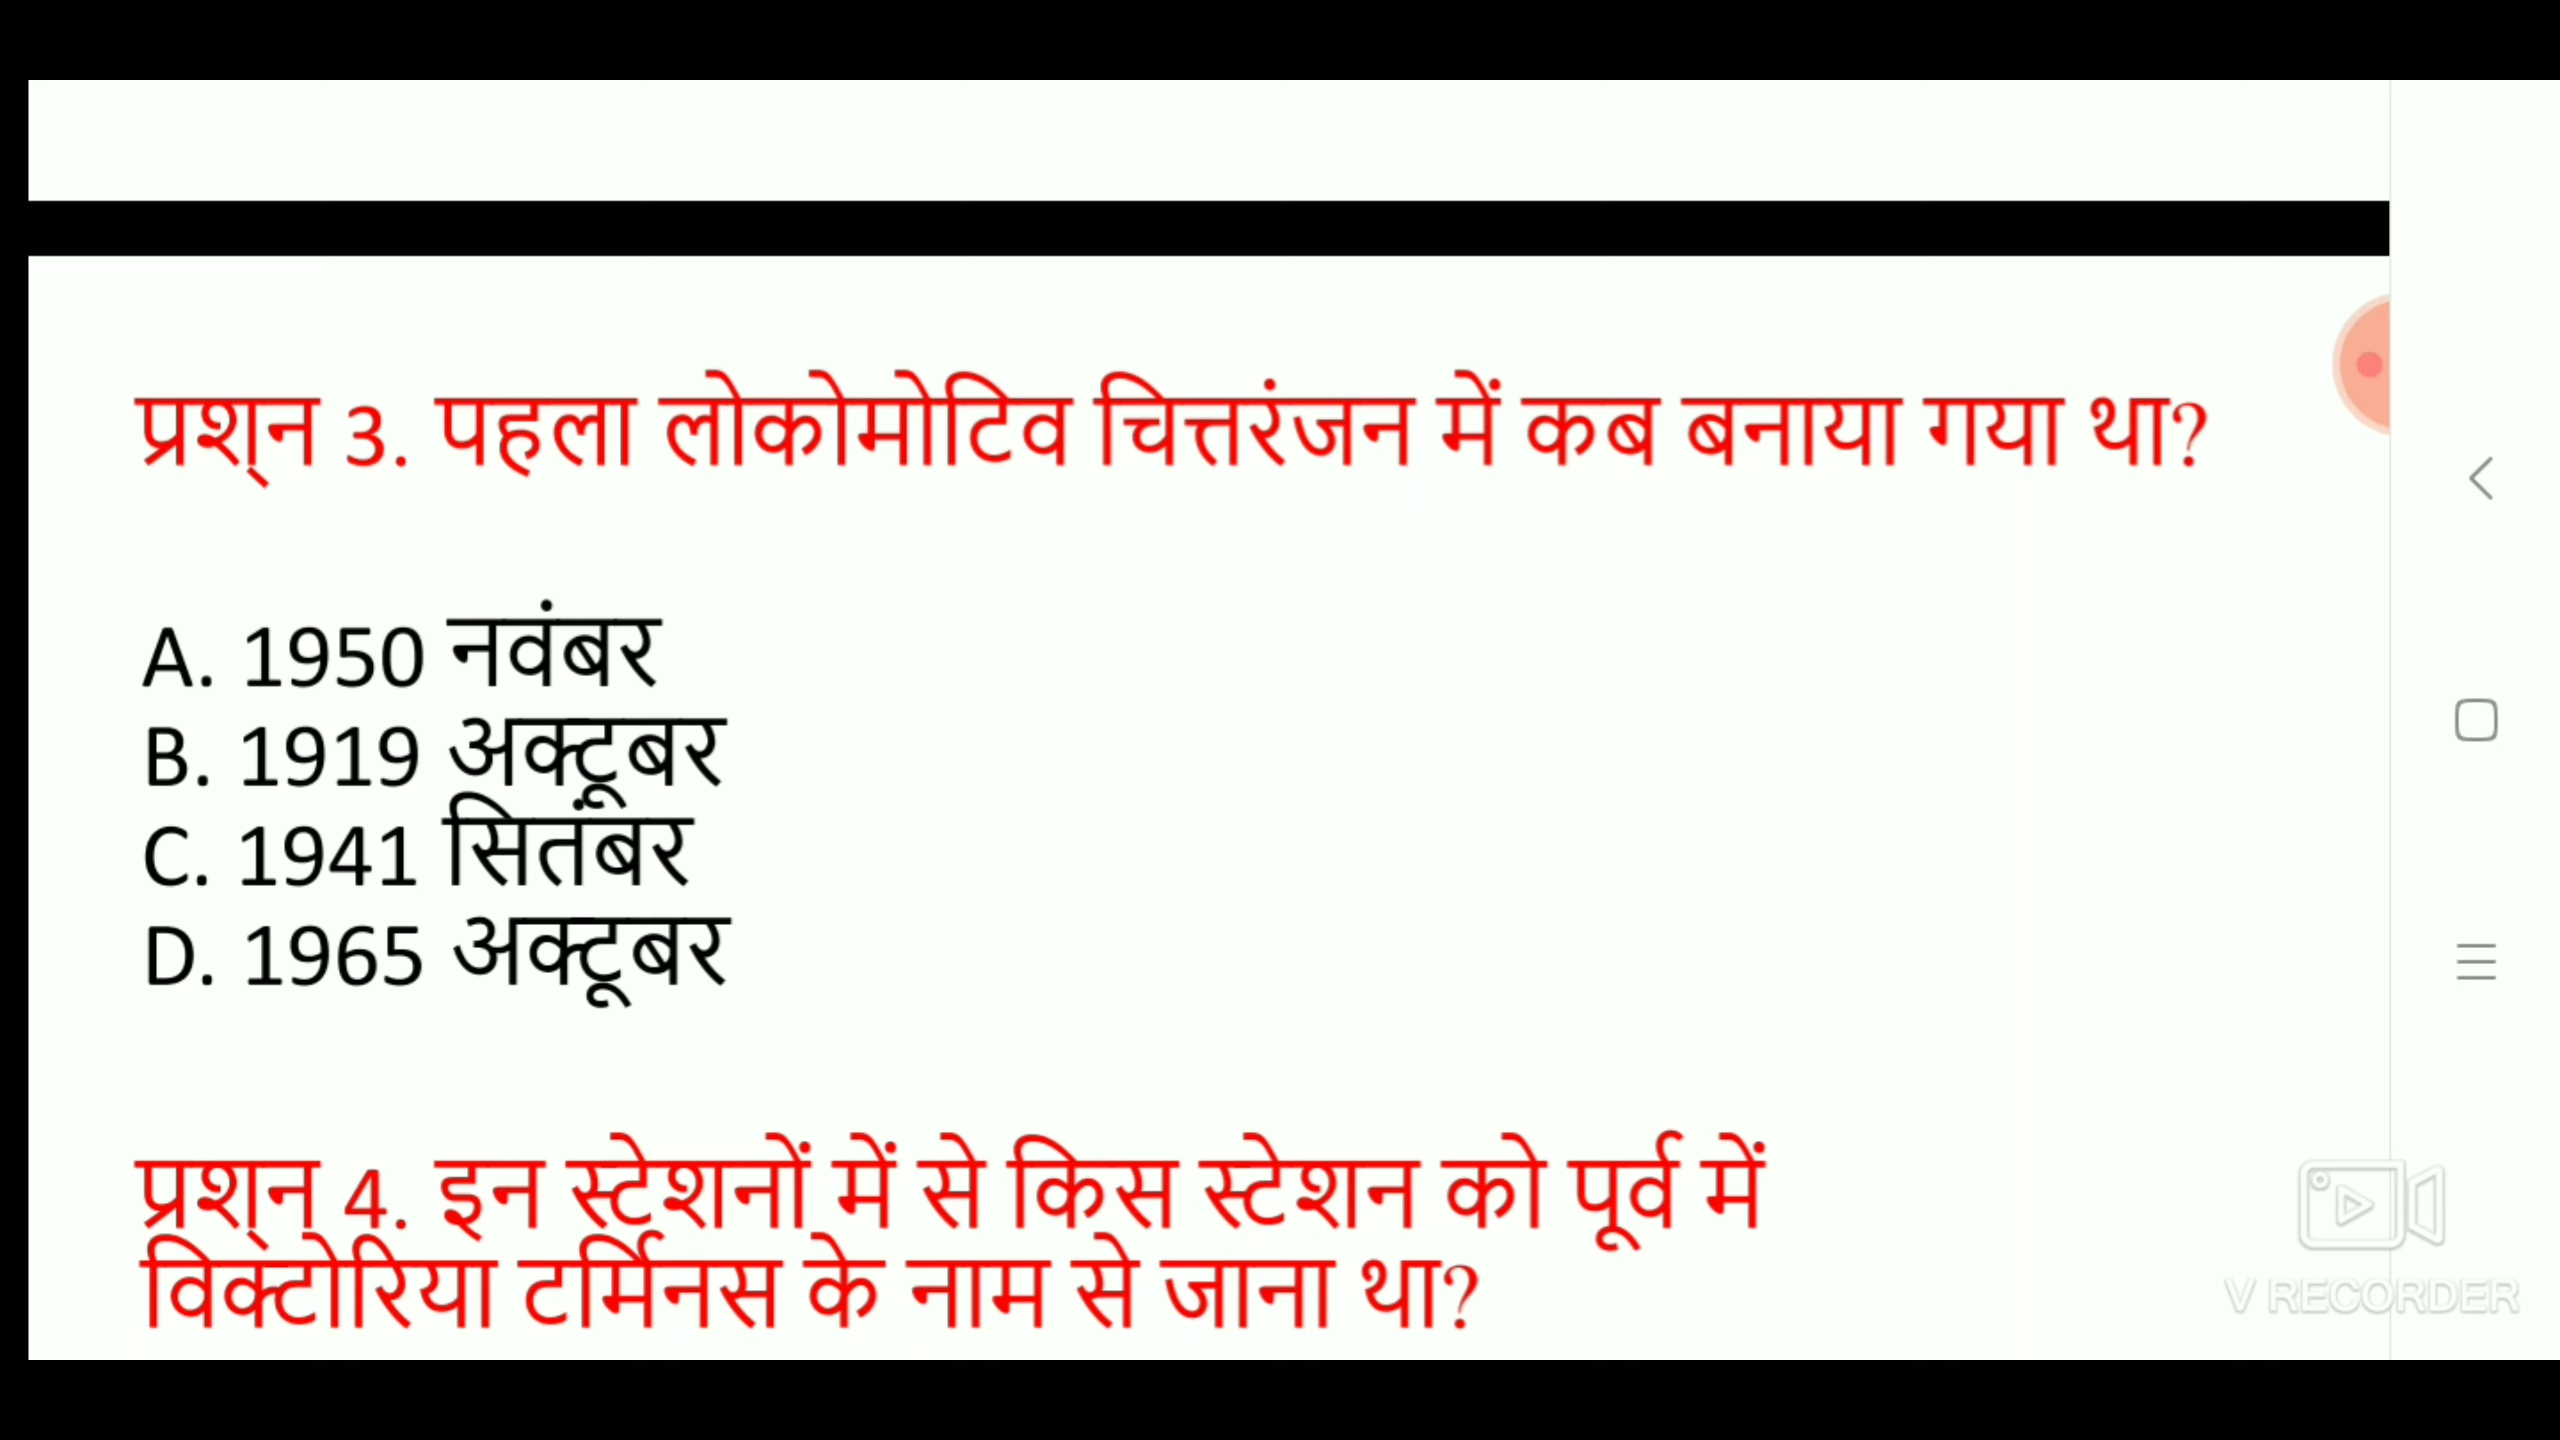 प्रश्न 3. पहला लोकोमोटिव चित्तरंजन में कब बनाया गया था?
A. 1950 नवंबर
B. 1919 अक्टूबर
C. 1941 सितंबर
D. 1965 अक्टूबर
प्रश्न 4. इन स्टेशनों में से किस स्टेशन को पूर्व में
विक्टोरिया टर्मिनस के नाम से जाना था?
V RECORDER